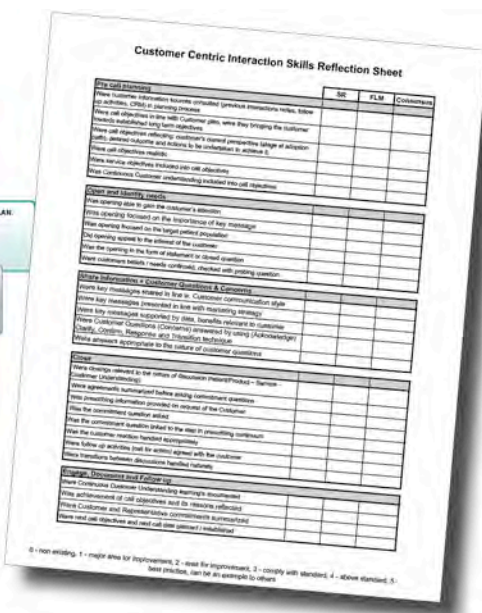 AN
Customer Centric Interaction Skills Reflection Sheet
SR FLM Consensus
Pre call planning
Were customer information sources consulted (previous interactions notes, follow
up activities, CRM) in planning process
Were call objectives in line with Customer plan, were they bringing the customer
towards established long term objectives
Were call objectives reflecting: customer's current perspective (stage at adoption
path), desired outcome and actions to be undertaken to achieve it.
Were call objectives realistic
Were service objectives included into call objectives
Was Continuous Customer understanding included into call objectives
Open and Identify needs
Was opening able to gain the customer's attention
Was opening focused on the importance of key message
Was opening focused on the target patient population
Did opening appeal to the interest of the customer
Was the opening in the form of statement or closed question
Were customers beliefs / needs confirmed, checked with probing question
Share Information + Customer Questions & Concerns
Were key messages shared in line w. Customer communication style
Were key messages presented in line with marketing strategy
Were key messages supported by data, benefits relevant to customer
Were Customer Questions (Concerns) answered by using (Acknowledge)
Clarify, Confirm, Response and Transition technique
Were answers appropriate to the nature of customer questions
Close
Were closings relevant to the nature of discussion (Patient/Product – Service -
Customer Understanding)
Were agreements summarized before asking commitment questions
Was prescribing information provided on request of the Customer
Was the commitment question asked
Was the commitment question linked to the step in prescribing continuum
Was the customer reaction handled appropriately
Were follow up activities (call for action) agreed with the customer
Were transitions between discussions handled naturally
Engage, Document and Follow up
Were Continuous Customer Understanding learnings documented
Was achievement of call objectives and its reasons reflected
Were Customer and Representative commitments summarized
Were next call objectives and next call date planned / established
0 - non existing, 1 - major area for improvement, 2 - area for improvement, 3 - comply with standard, 4 - above standard, 5 -
best practice, can be an example to others